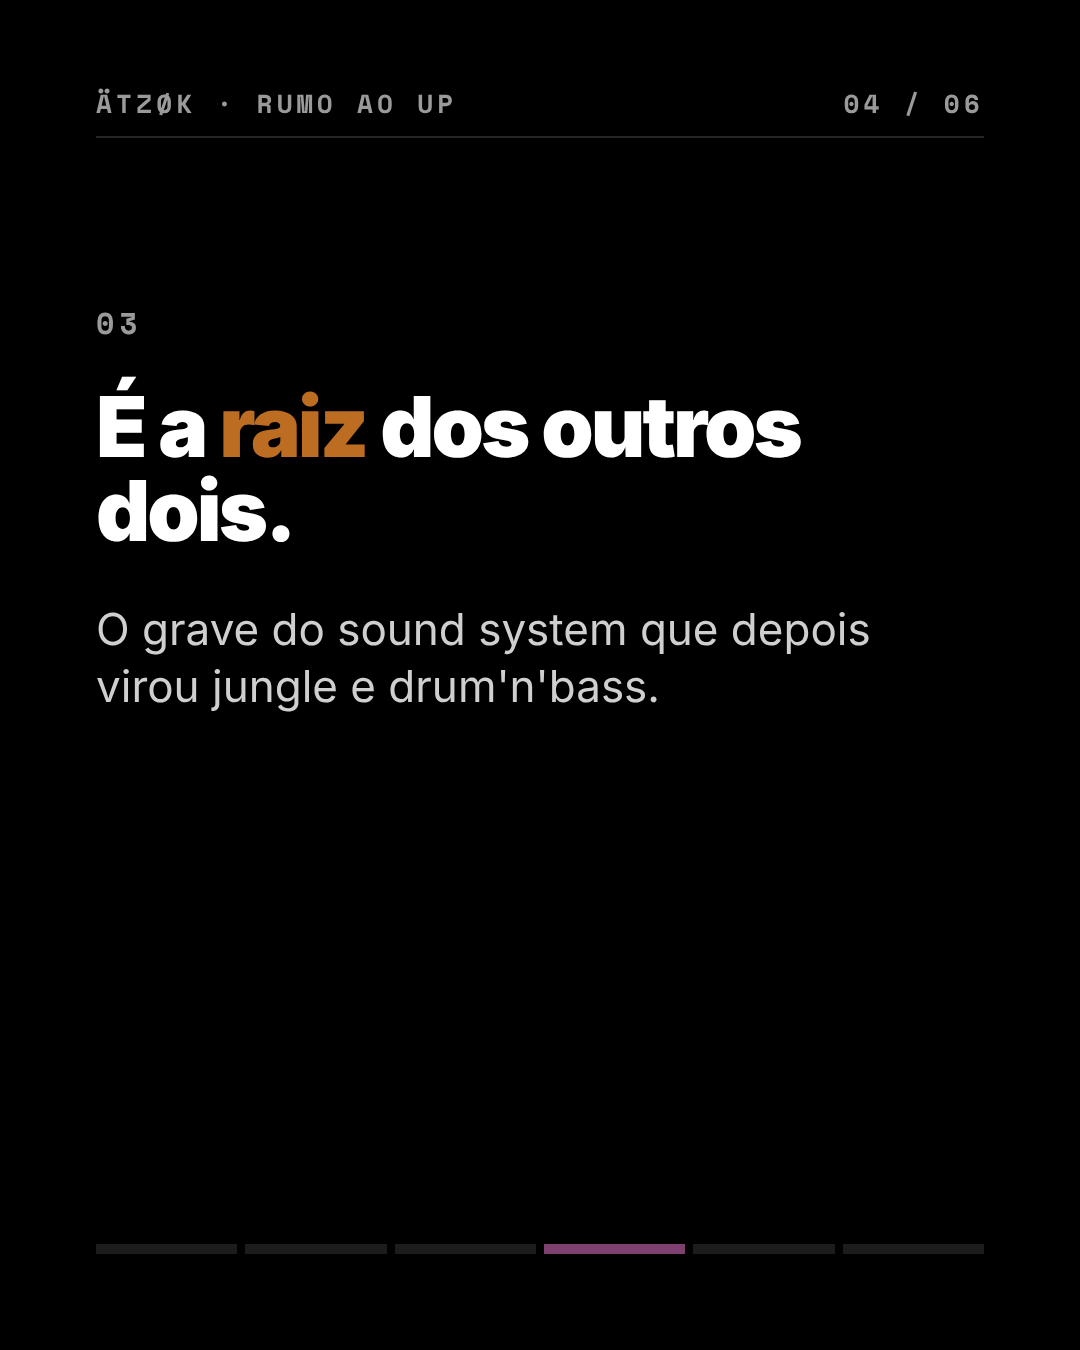 ÄTZØK · RUMO AO UP
04 / 06
03
É a raiz dos outros
dois.
O grave do sound system que depois
virou jungle e drum'n'bass.